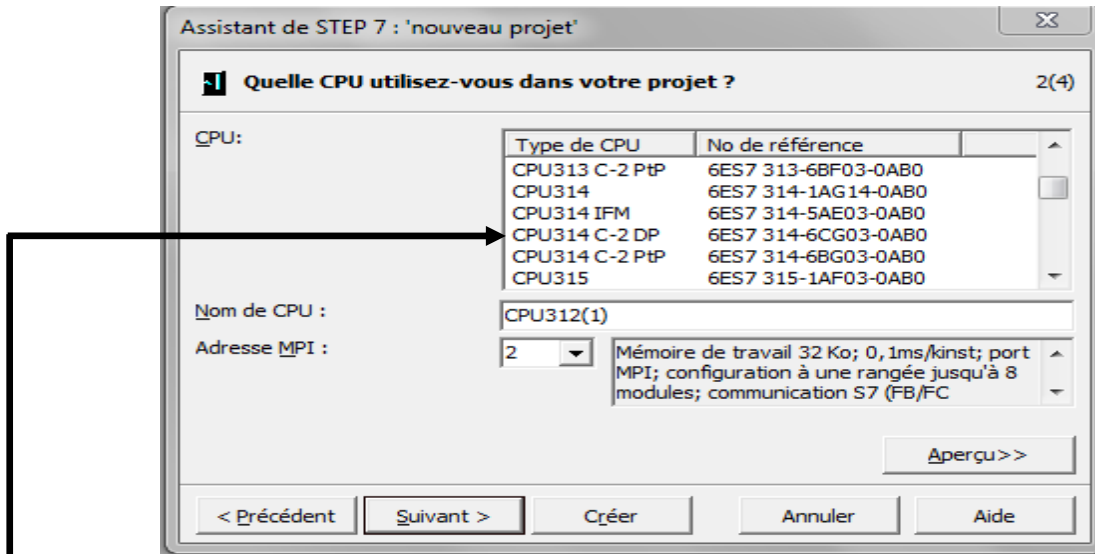 Assistant de STEP 7 : 'nouveau projet'
Quelle CPU utilisez-vous dans votre projet ? 2(4)
CPU:
Type de CPU No de référence
CPU313 C-2 PtP 6ES7 313-6BF03-0AB0
CPU314 6ES7 314-1AG14-0AB0
CPU314 IFM 6ES7 314-5AE03-0AB0
CPU314 C-2 DP 6ES7 314-6CG03-0AB0
CPU314 C-2 PtP 6ES7 314-6BG03-0AB0
CPU315 6ES7 315-1AF03-0AB0
Nom de CPU : CPU312(1)
Adresse MPI : 2
Mémoire de travail 32 Ko; 0,1ms/kinst; port
MPI; configuration à une rangée jusqu'à 8
modules; communication S7 (FB/FC
Aperçu>>
< Précédent Suivant > Créer Annuler Aide